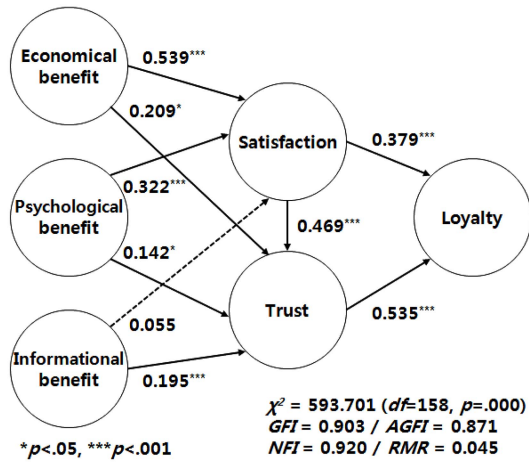 Economical
benefit
0.539***
0.209*
Satisfaction
0.379***
Psychological
benefit
0.322***
0.142*
0.469***
Loyalty
Trust
0.535***
0.055
Informational
benefit
0.195***
*p<.05, ***p<.001
χ² = 593.701 (df=158, p=.000)
GFI = 0.903 / AGFI = 0.871
NFI = 0.920 / RMR = 0.045